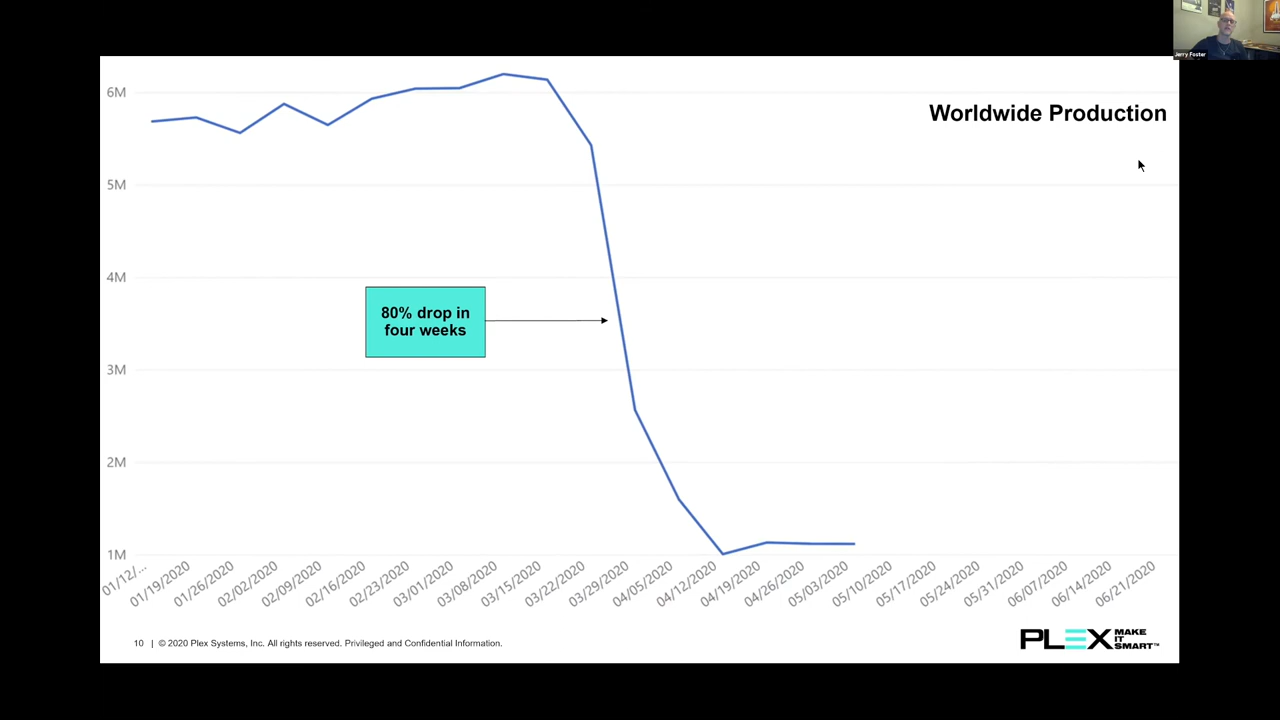 Jerry Foster
Worldwide Production
6M
5M
4M
3M
2M
1M
80% drop in
four weeks
01/12/...
01/19/2020
01/26/2020
02/02/2020
02/09/2020
02/16/2020
02/23/2020
03/01/2020
03/08/2020
03/15/2020
03/22/2020
03/29/2020
04/05/2020
04/12/2020
04/19/2020
04/26/2020
05/03/2020
05/10/2020
05/17/2020
05/24/2020
05/31/2020
06/07/2020
06/14/2020
06/21/2020
10 | © 2020 Plex Systems, Inc. All rights reserved. Privileged and Confidential Information.
PLEX
MAKE
IT
SMART™